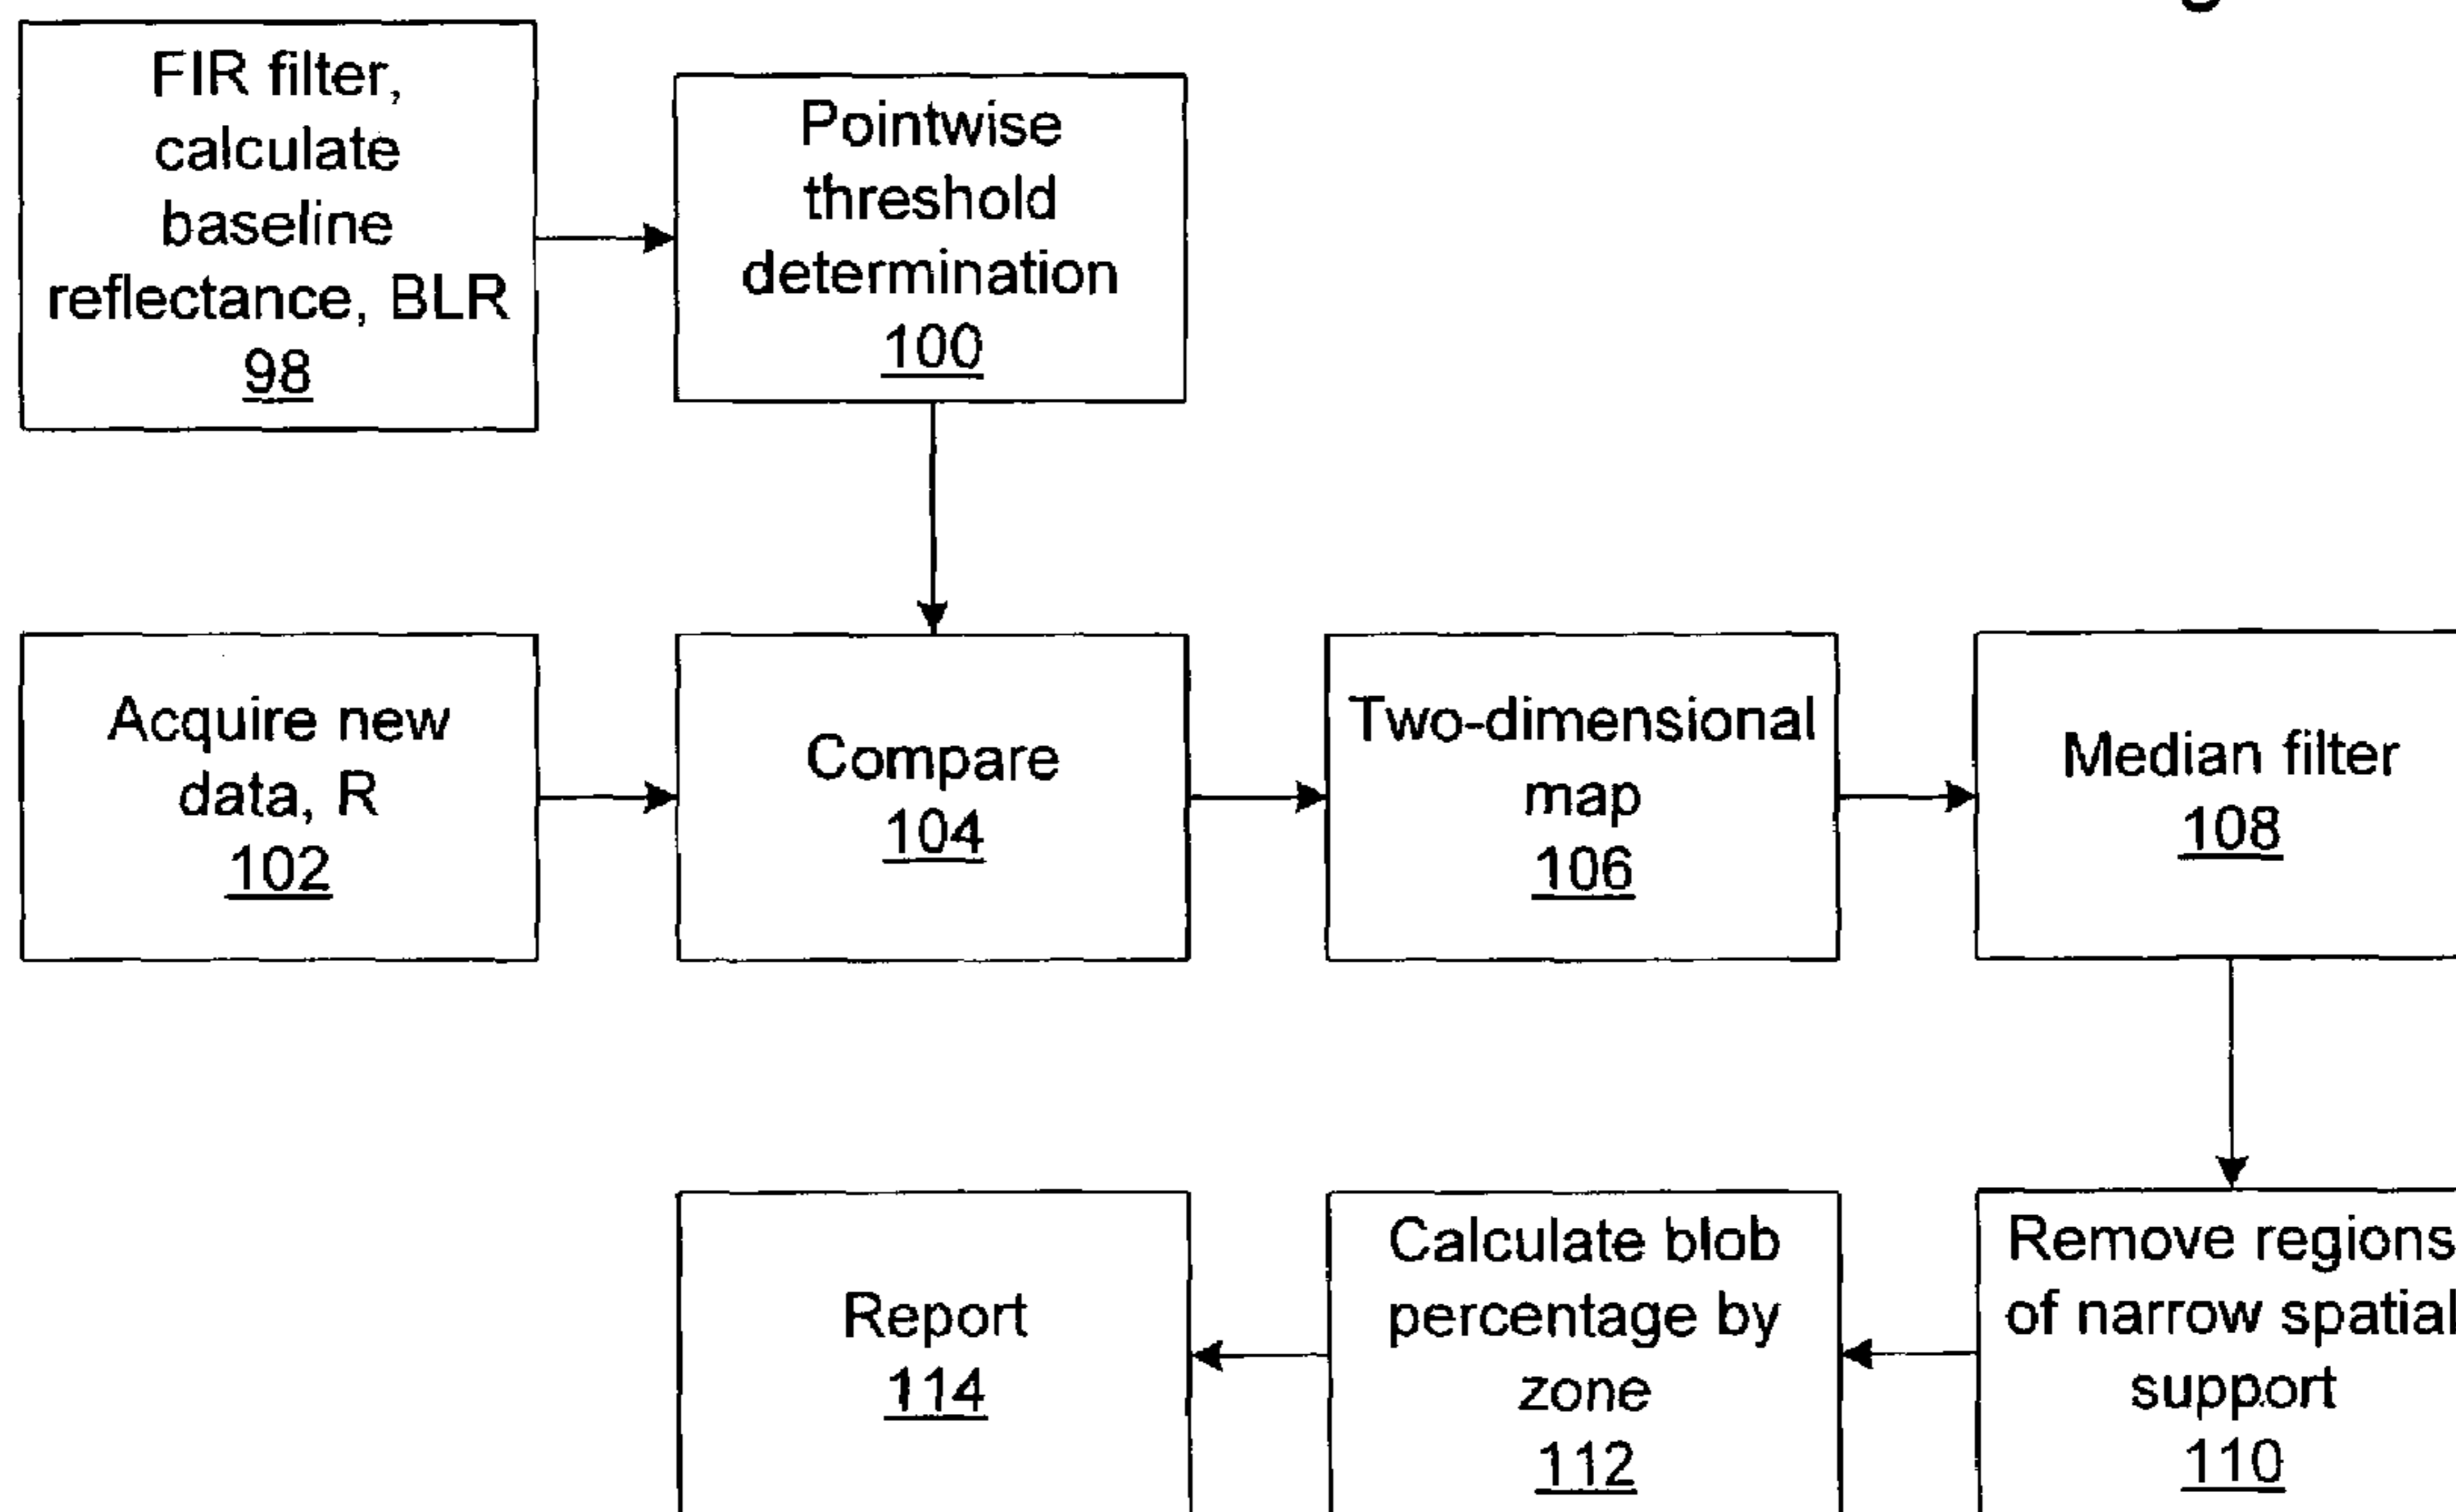 FIR filter,
calculate
baseline
reflectance, BLR
98
Pointwise
threshold
determination
100
Acquire new
data, R
102
Compare
104
Two-dimensional
map
106
Median filter
108
Remove regions
of narrow spatial
support
110
Calculate blob
percentage by
zone
112
Report
114